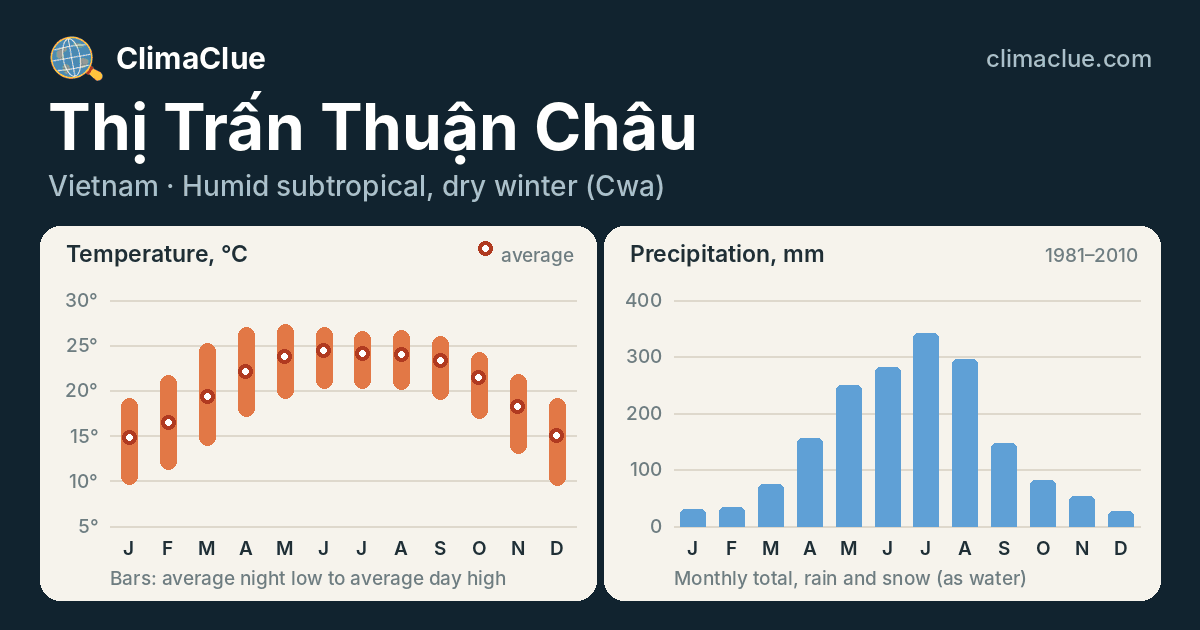 ClimaClue
climaclue.com
Thị Trấn Thuận Châu
Vietnam · Humid subtropical, dry winter (Cwa)
Temperature, °C
average
30°
25°
20°
15°
10°
5°
J F M A M J J A S O N D
Bars: average night low to average day high
Precipitation, mm
1981–2010
400
300
200
100
0
J F M A M J J A S O N D
Monthly total, rain and snow (as water)